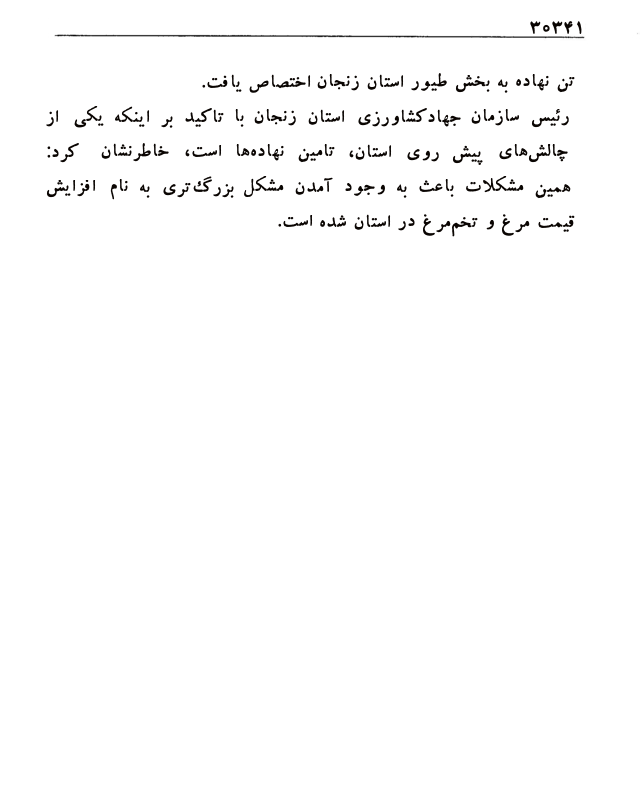 ۳۰۳۴۱
تن نهاده به بخش طیور استان زنجان اختصاص یافت.
رئیس سازمان جهادکشاورزی استان زنجان با تاکید بر اینکه یکی از
چالش‌های پیش روی استان، تامین نهاده‌ها است، خاطرنشان کرد:
همین مشکلات باعث به وجود آمدن مشکل بزرگ‌تری به نام افزایش
قیمت مرغ و تخم‌مرغ در استان شده است.